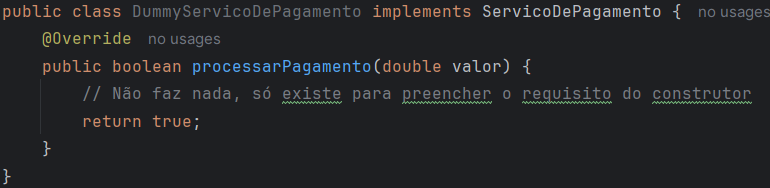 public class DummyServicoDePagamento implements ServicoDePagamento { no usages
@Override no usages
public boolean processarPagamento(double valor) {
// Não faz nada, só existe para preencher o requisito do construtor
return true;
}
}